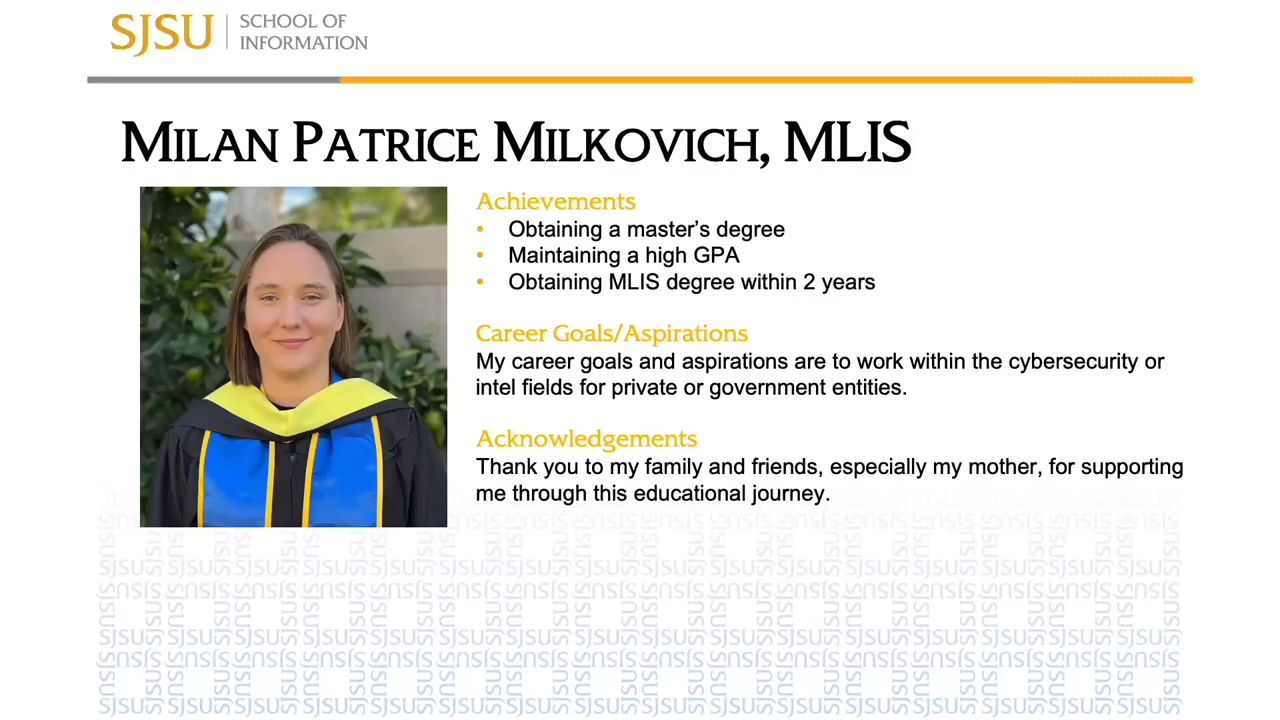 SJSU SCHOOL OF
INFORMATION
MILAN PATRICE MILKOVICH, MLIS
Achievements
• Obtaining a master’s degree
• Maintaining a high GPA
• Obtaining MLIS degree within 2 years
Career Goals/Aspirations
My career goals and aspirations are to work within the cybersecurity or
intel fields for private or government entities.
Acknowledgements
Thank you to my family and friends, especially my mother, for supporting
me through this educational journey.